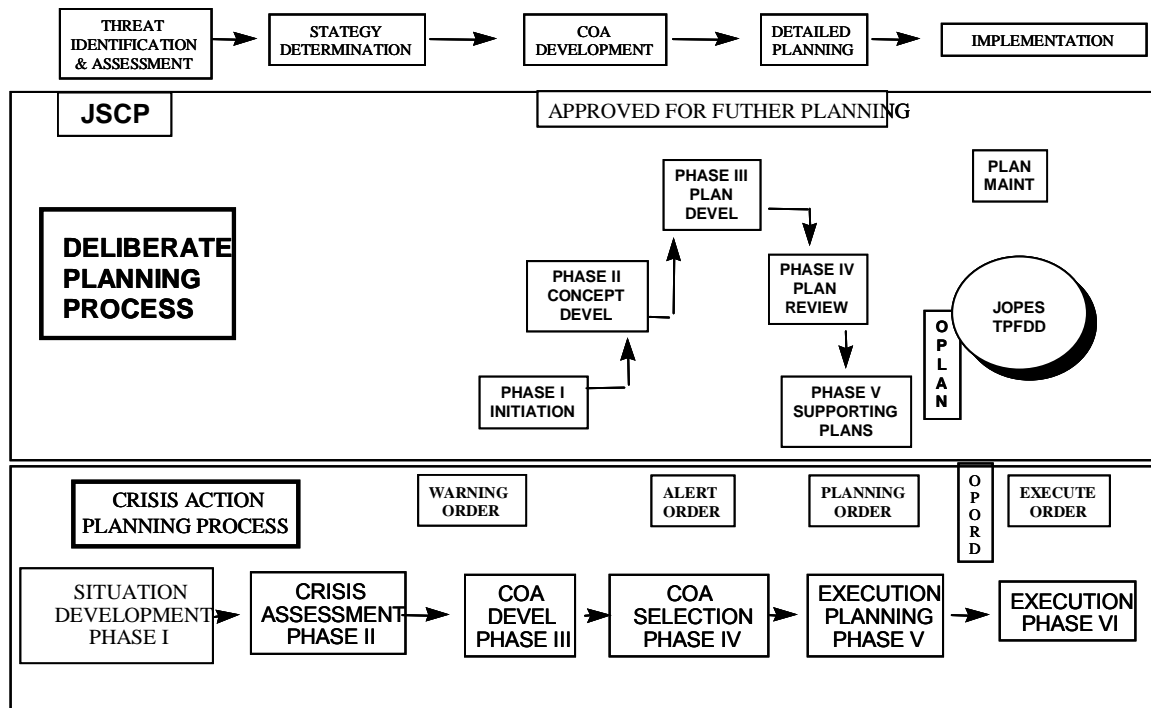 THREAT
IDENTIFICATION
& ASSESSMENT
STATEGY
DETERMINATION
COA
DEVELOPMENT
DETAILED
PLANNING
IMPLEMENTATION
JSCP
APPROVED FOR FUTHER PLANNING
DELIBERATE
PLANNING
PROCESS
PHASE I
INITIATION
PHASE II
CONCEPT
DEVEL
PHASE III
PLAN
DEVEL
PHASE IV
PLAN
REVIEW
PHASE V
SUPPORTING
PLANS
PLAN
MAINT
OPLAN
JOPES
TPFDD
CRISIS ACTION
PLANNING PROCESS
WARNING
ORDER
ALERT
ORDER
PLANNING
ORDER
OPORD
EXECUTE
ORDER
SITUATION
DEVELOPMENT
PHASE I
CRISIS
ASSESSMENT
PHASE II
COA
DEVEL
PHASE III
COA
SELECTION
PHASE IV
EXECUTION
PLANNING
PHASE V
EXECUTION
PHASE VI